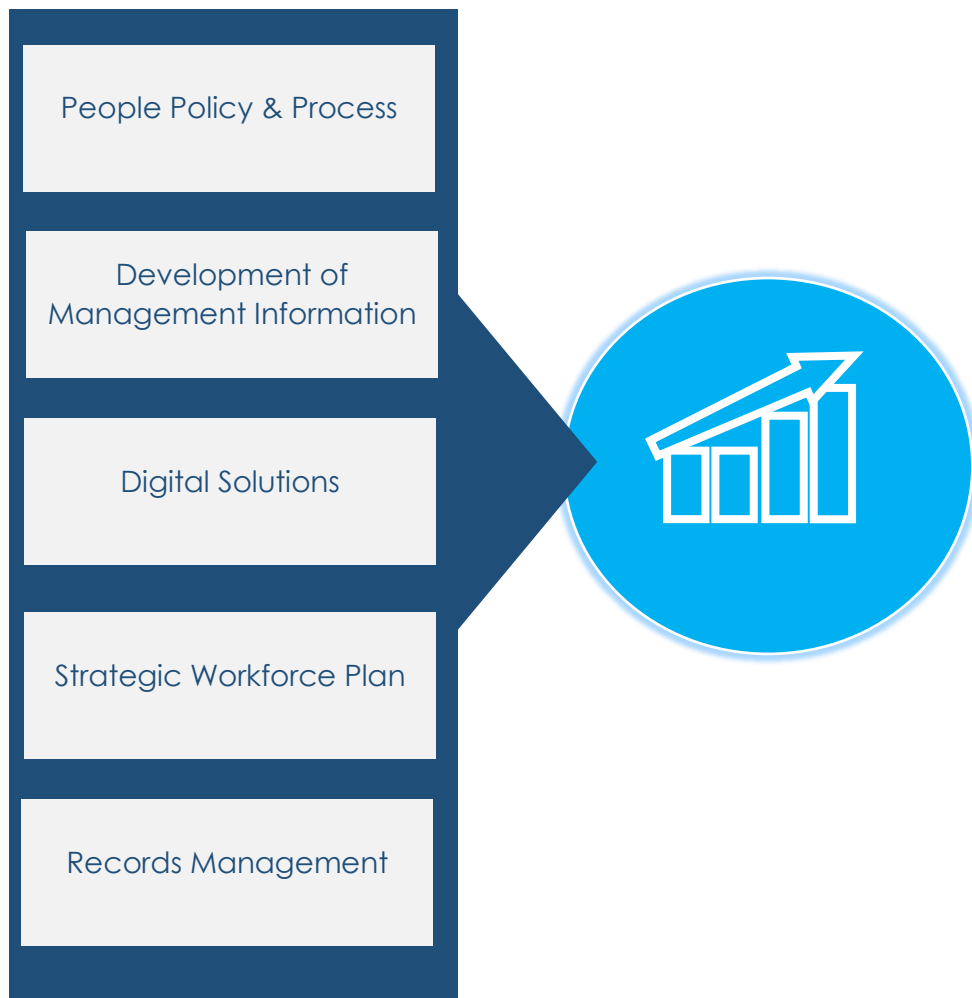 People Policy & Process
Development of
Management Information
Digital Solutions
Strategic Workforce Plan
Records Management